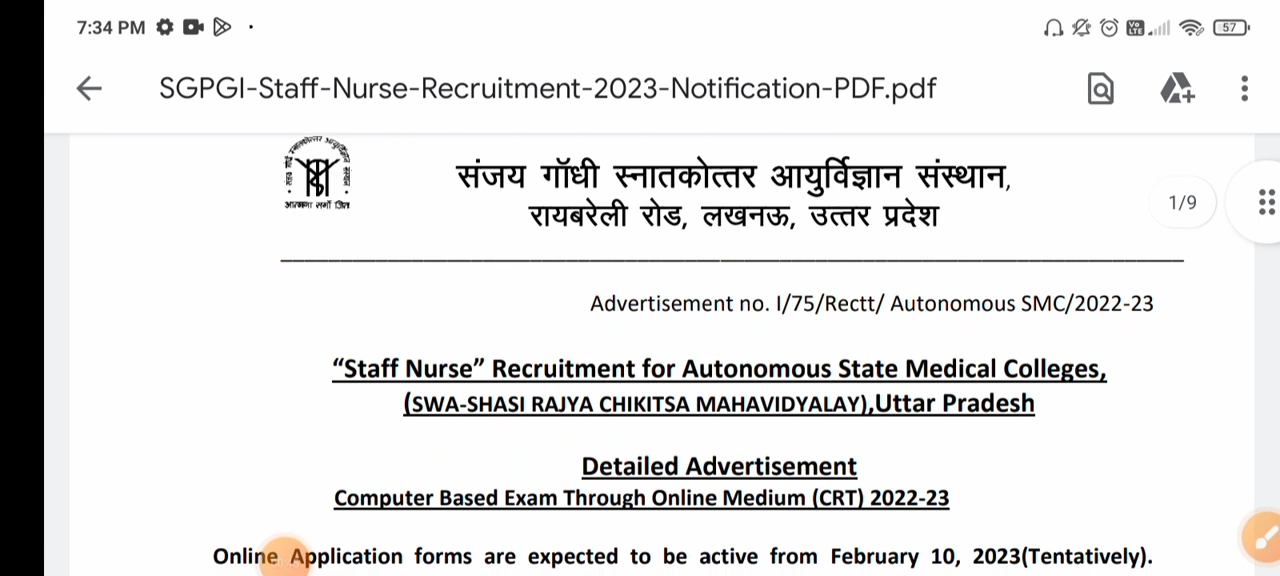 7:34 PM
57
SGPGI-Staff-Nurse-Recruitment-2023-Notification-PDF.pdf
संजय गॉधी स्नातकोत्तर आयुर्विज्ञान संस्थान,
रायबरेली रोड, लखनऊ, उत्तर प्रदेश
1/9
Advertisement no. I/75/Rectt/ Autonomous SMC/2022-23
“Staff Nurse” Recruitment for Autonomous State Medical Colleges,
(SWA-SHASI RAJYA CHIKITSA MAHAVIDYALAY),Uttar Pradesh
Detailed Advertisement
Computer Based Exam Through Online Medium (CRT) 2022-23
Online Application forms are expected to be active from February 10, 2023(Tentatively).